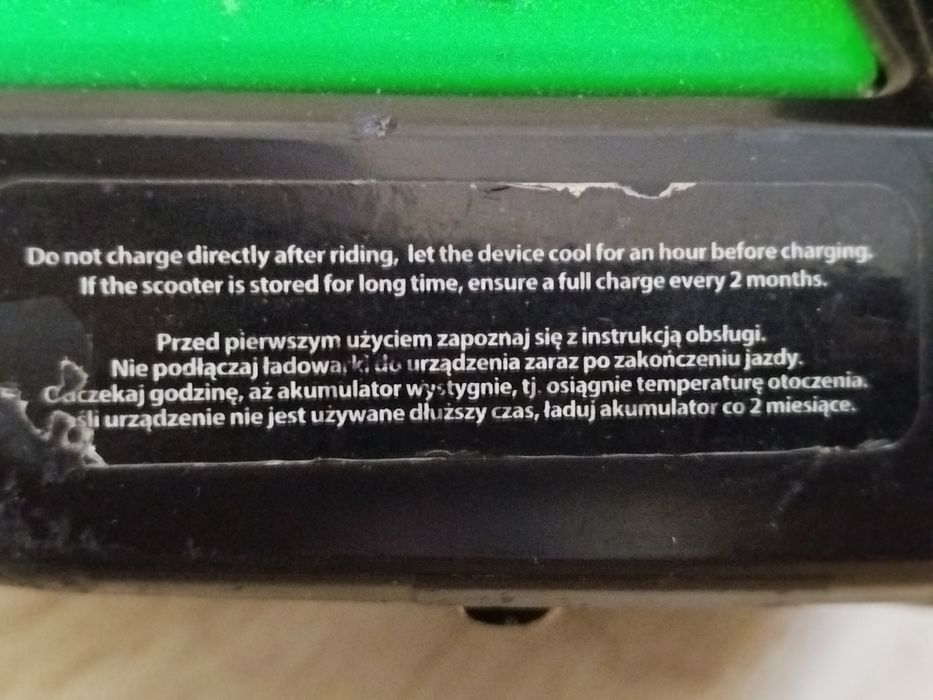 Do not charge directly after riding, let the device cool for an hour before charging.
If the scooter is stored for long time, ensure a full charge every 2 months.
Przed pierwszym użyciem zapoznaj się z instrukcją obsługi.
Nie podłączaj ładowarki do urządzenia zaraz po zakończeniu jazdy.
Odczekaj godzinę, aż akumulator wystygnie, tj. osiągnie temperaturę otoczenia.
urządzenie nie jest używane dłuższy czas, ładuj akumulator co 2 miesiące.